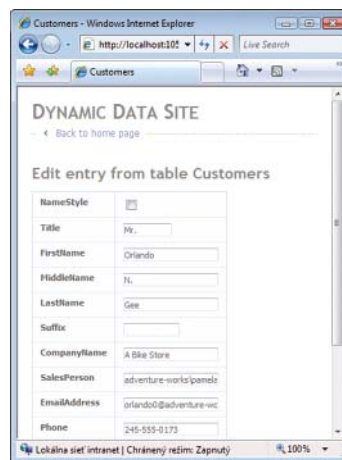 Customers - Windows Internet Explorer
http://localhost:10
Live Search
Customers
DYNAMIC DATA SITE
< Back to home page
Edit entry from table Customers
NameStyle
Title Mr.
FirstName Orlando
MiddleName N.
LastName Gee
Suffix
CompanyName A Bike Store
SalesPerson adventure-works\pamela
EmailAddress orlando0@adventure-wo
Phone 245-555-0173
Lokálna sieť intranet | Chránený režim: Zapnutý 100%